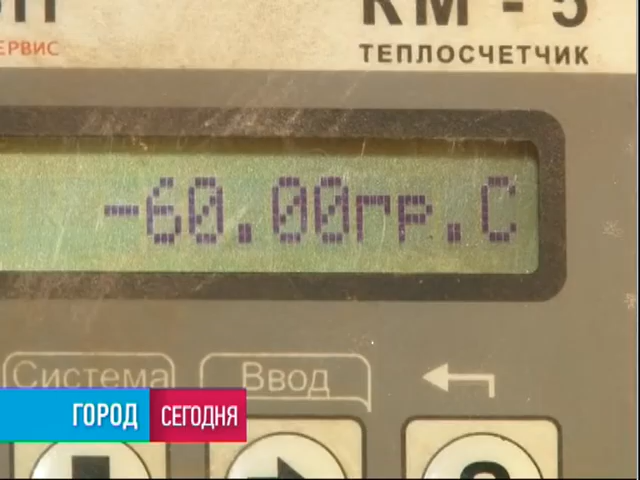 КМ - 5
ЕРВИС
ТЕПЛОСЧЕТЧИК
-60.00гр.С
Система
Ввод
ГОРОД СЕГОДНЯ